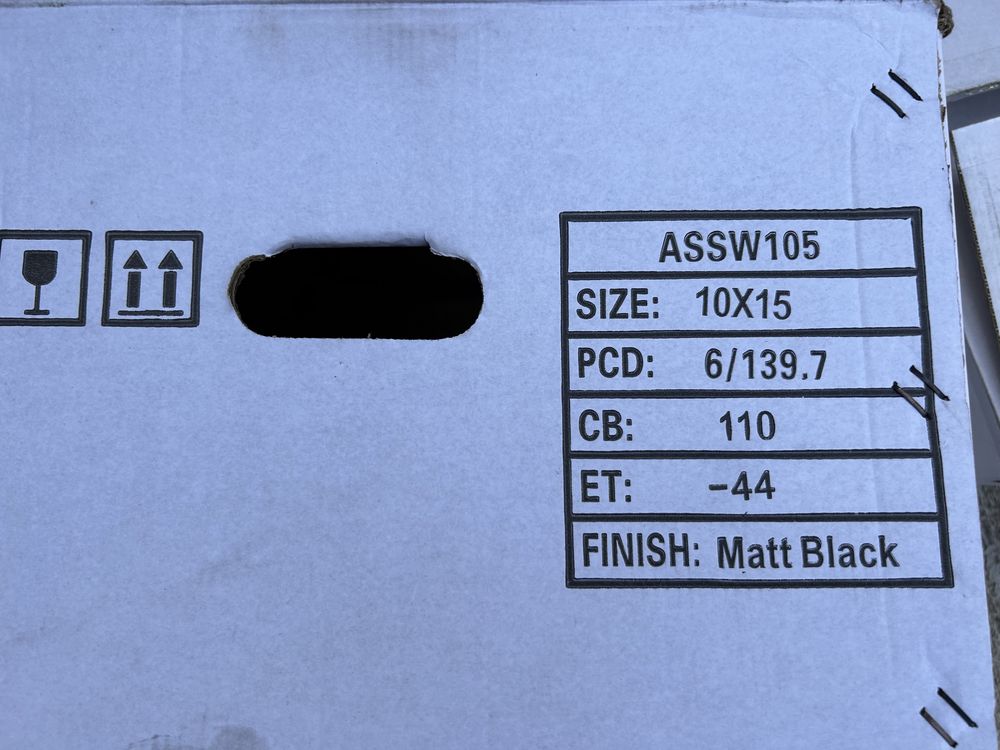 ASSW105
SIZE: 10X15
PCD: 6/139.7
CB: 110
ET: -44
FINISH: Matt Black